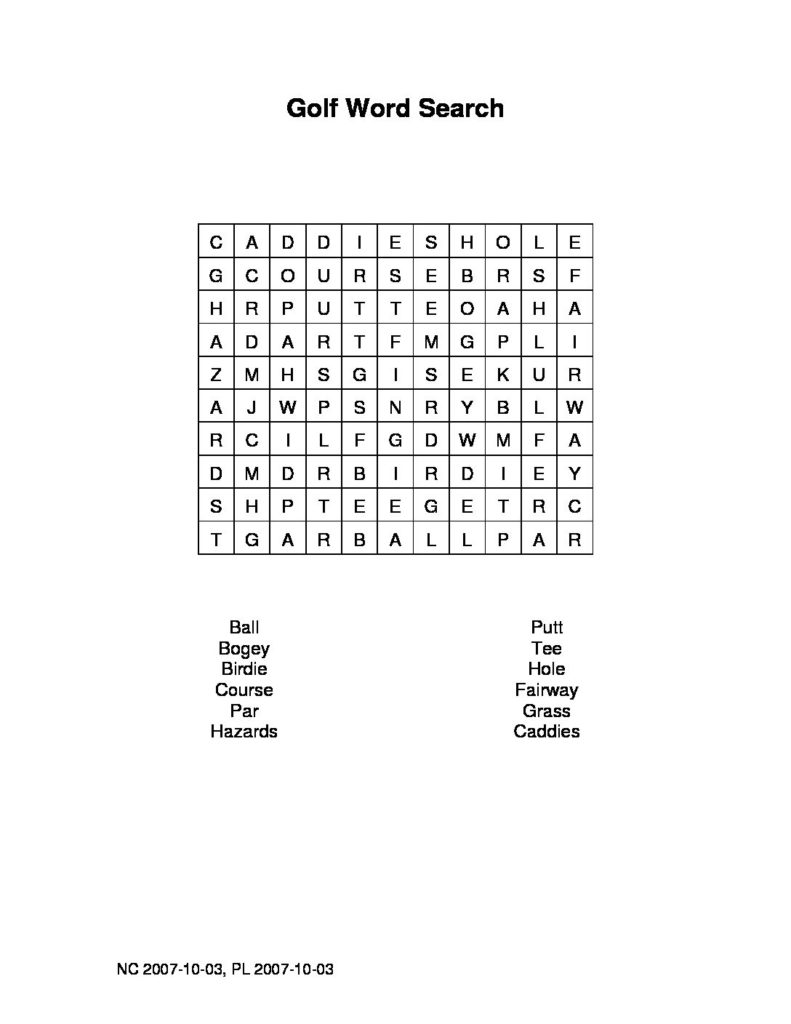 Golf Word Search
C A D D I E S H O L E
G C O U R S E B R S F
H R P U T T E O A H A
A D A R T F M G P L I
Z M H S G I S E K U R
A J W P S N R Y B L W
R C I L F G D W M F A
D M D R B I R D I E Y
S H P T E E G E T R C
T G A R B A L L P A R
Ball Putt
Bogey Tee
Birdie Hole
Course Fairway
Par Grass
Hazards Caddies
NC 2007-10-03, PL 2007-10-03